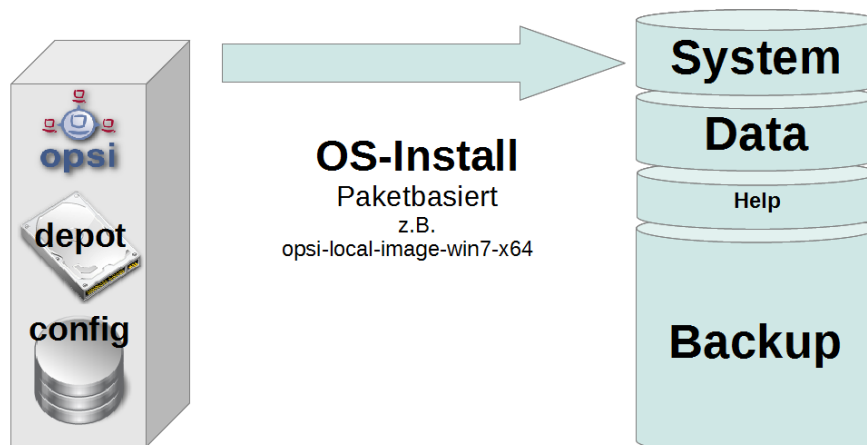 opsi
depot
config
OS-Install
Paketbasiert
z.B.
opsi-local-image-win7-x64
System
Data
Help
Backup